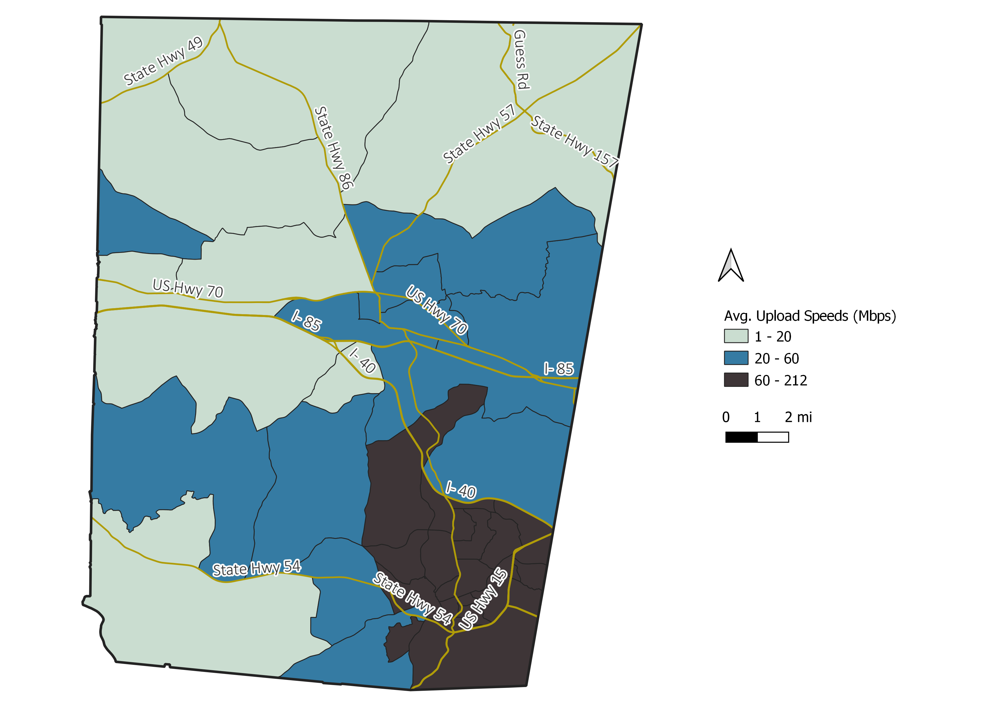 State Hwy 49
Guess Rd
State Hwy 86
State Hwy 57
State Hwy 157
US Hwy 70
US Hwy 70
I- 85
I- 40
I- 85
I- 40
State Hwy 54
State Hwy 54
US Hwy 15
Avg. Upload Speeds (Mbps)
1 - 20
20 - 60
60 - 212
0 1 2 mi